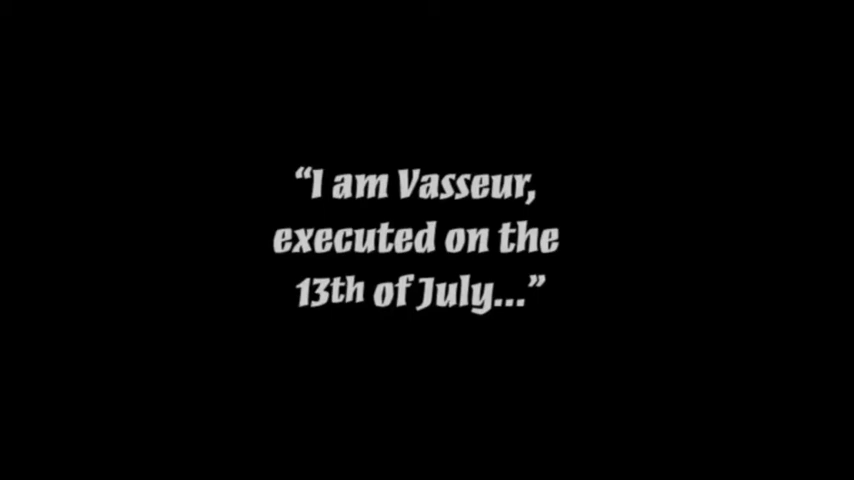 “I am Vasseur,
executed on the
13th of July...”